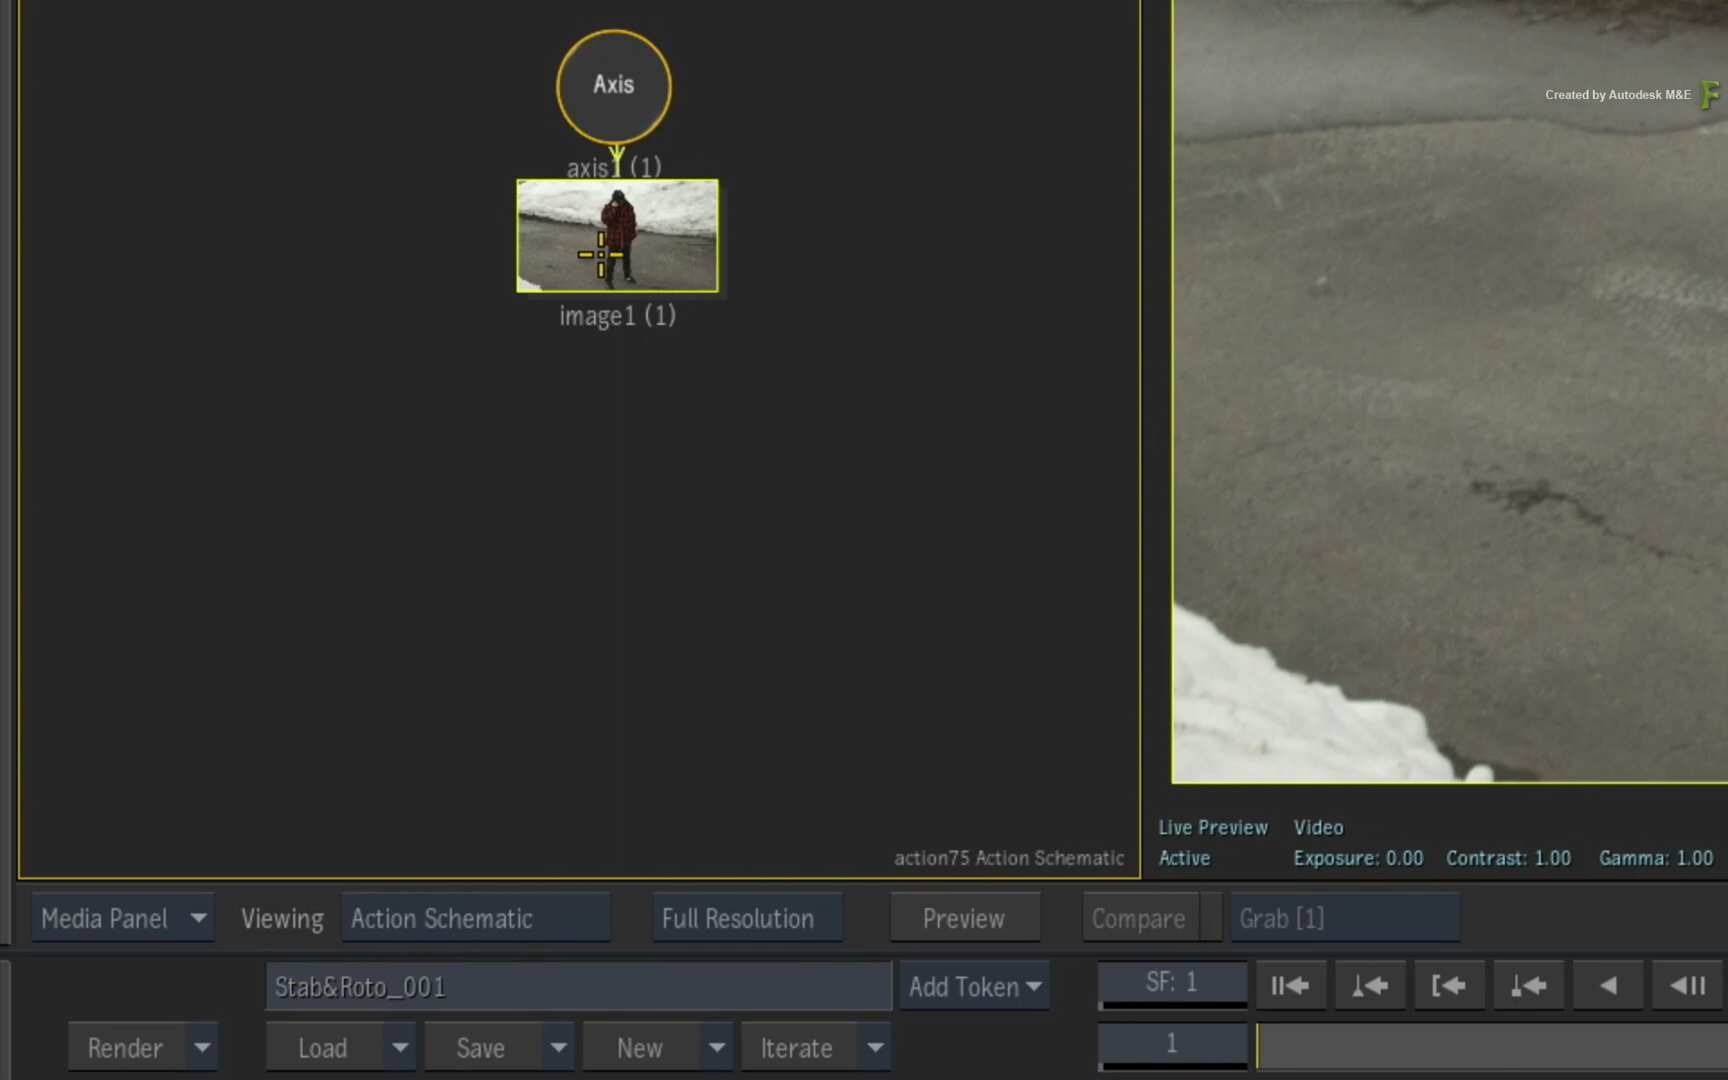 Axis
axis1 (1)
image1 (1)
Created by Autodesk M&E
action75 Action Schematic
Live Preview Video
Active Exposure: 0.00 Contrast: 1.00 Gamma: 1.00
Media Panel Viewing Action Schematic Full Resolution Preview Compare Grab [1]
Stab&Roto_001 Add Token SF: 1
Render Load Save New Iterate 1